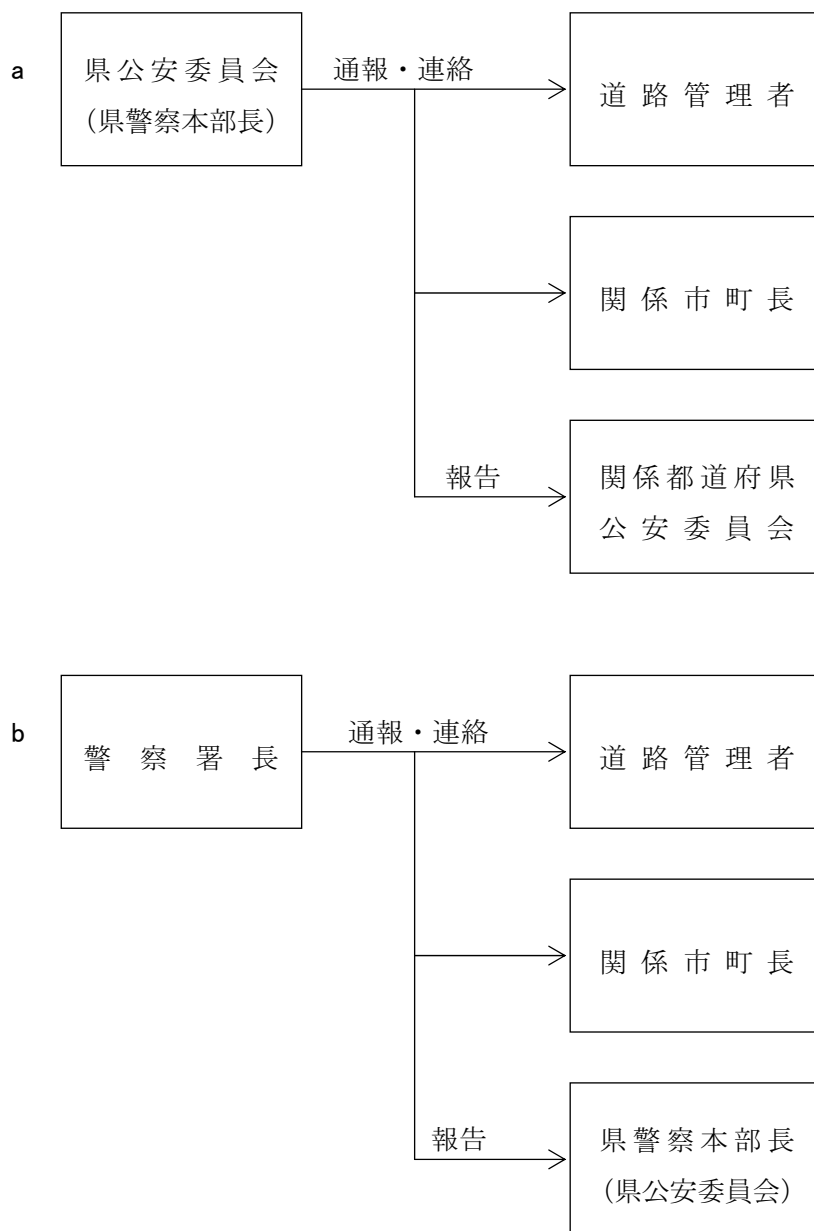 a
県公安委員会
(県警察本部長)
通報・連絡
道路管理者
関係市町長
報告
関係都道府県
公安委員会
b
警察署長
通報・連絡
道路管理者
関係市町長
報告
県警察本部長
(県公安委員会)